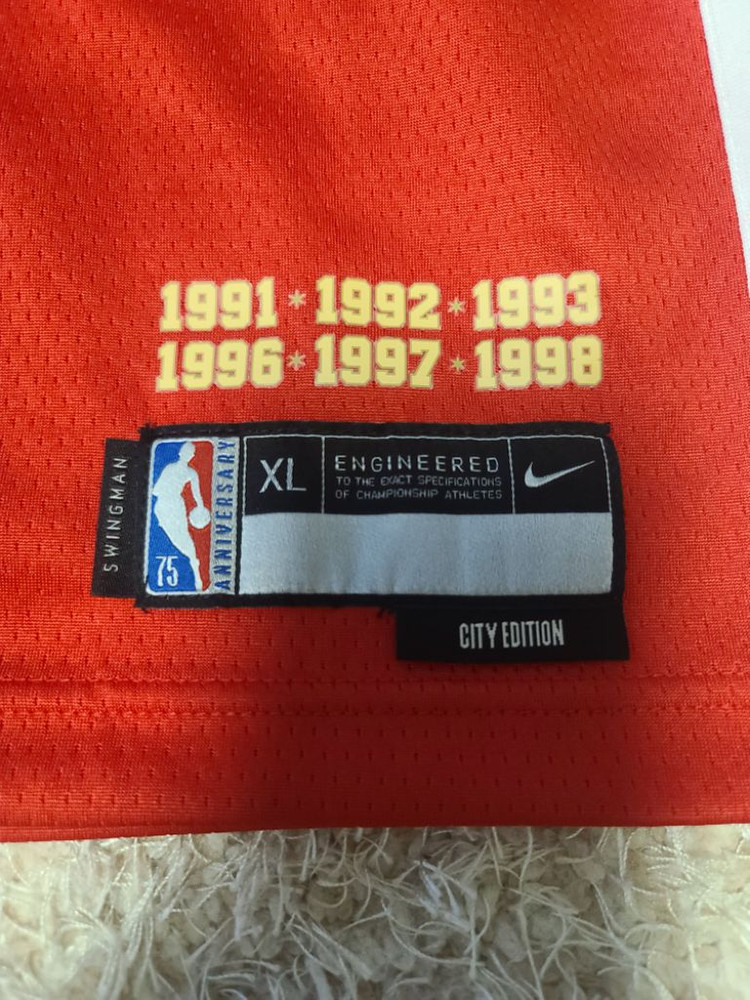 1991 * 1992 * 1993
1996 * 1997 * 1998
SWINGMAN
75
ANNIVERSARY
XL
ENGINEERED
TO THE EXACT SPECIFICATIONS
OF CHAMPIONSHIP ATHLETES
CITY EDITION